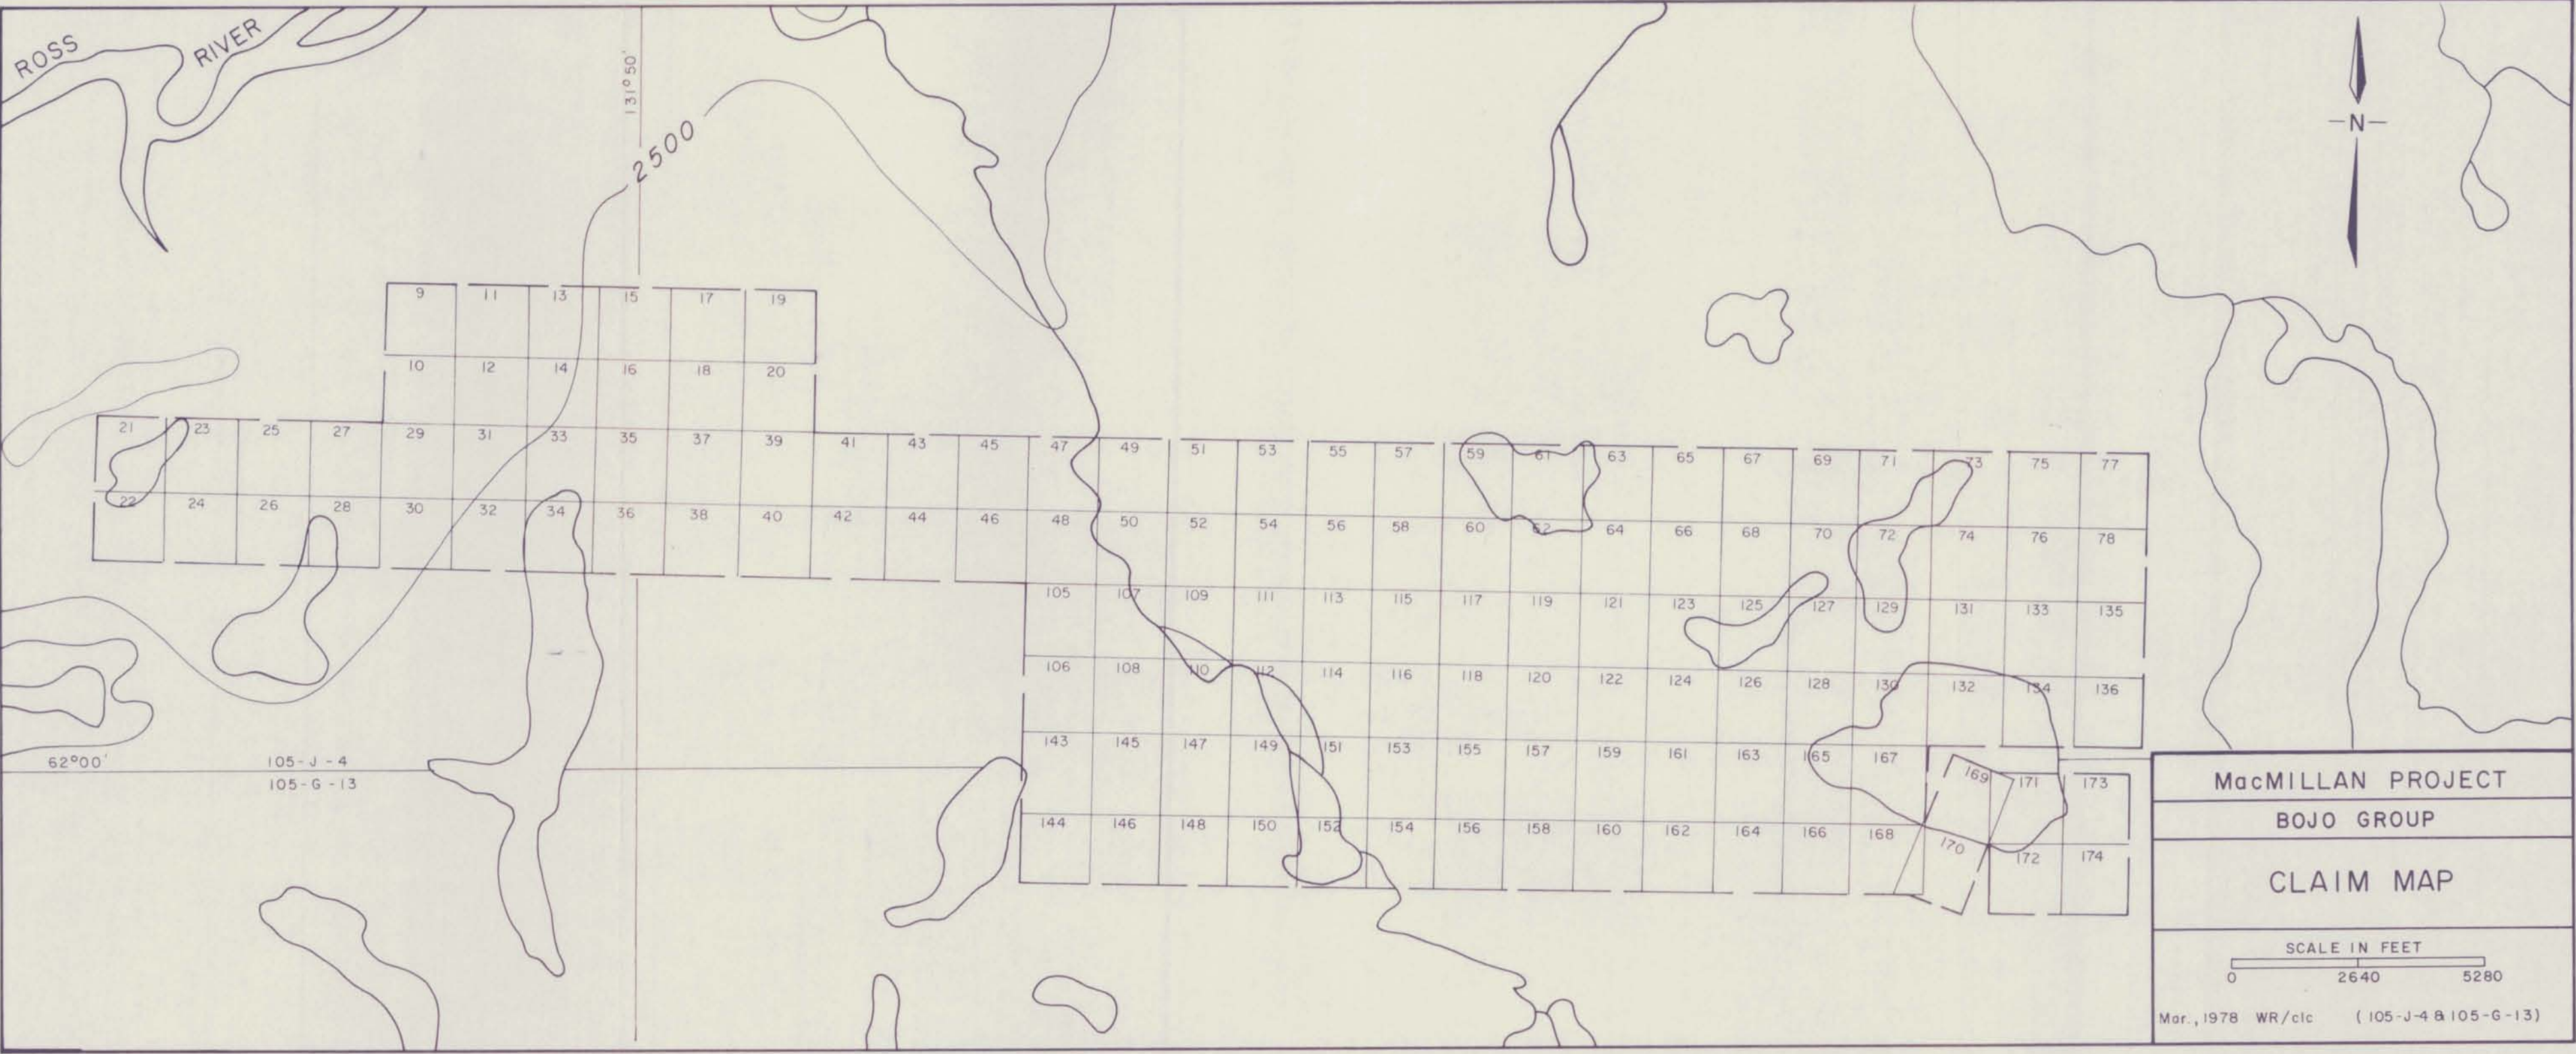 ROSS RIVER
131°50'
2500
-N-
9 11 13 15 17 19
10 12 14 16 18 20
21 23 25 27 29 31 33 35 37 39 41 43 45 47 49 51 53 55 57 59 61 63 65 67 69 71 73 75 77
22 24 26 28 30 32 34 36 38 40 42 44 46 48 50 52 54 56 58 60 62 64 66 68 70 72 74 76 78
105 107 109 111 113 115 117 119 121 123 125 127 129 131 133 135
106 108 110 112 114 116 118 120 122 124 126 128 130 132 134 136
143 145 147 149 151 153 155 157 159 161 163 165 167 169 171 173
144 146 148 150 152 154 156 158 160 162 164 166 168 170 172 174
62°00'
105-J-4
105-G-13
MacMILLAN PROJECT
BOJO GROUP
CLAIM MAP
SCALE IN FEET
0 2640 5280
Mar., 1978 WR/clc (105-J-4 & 105-G-13)